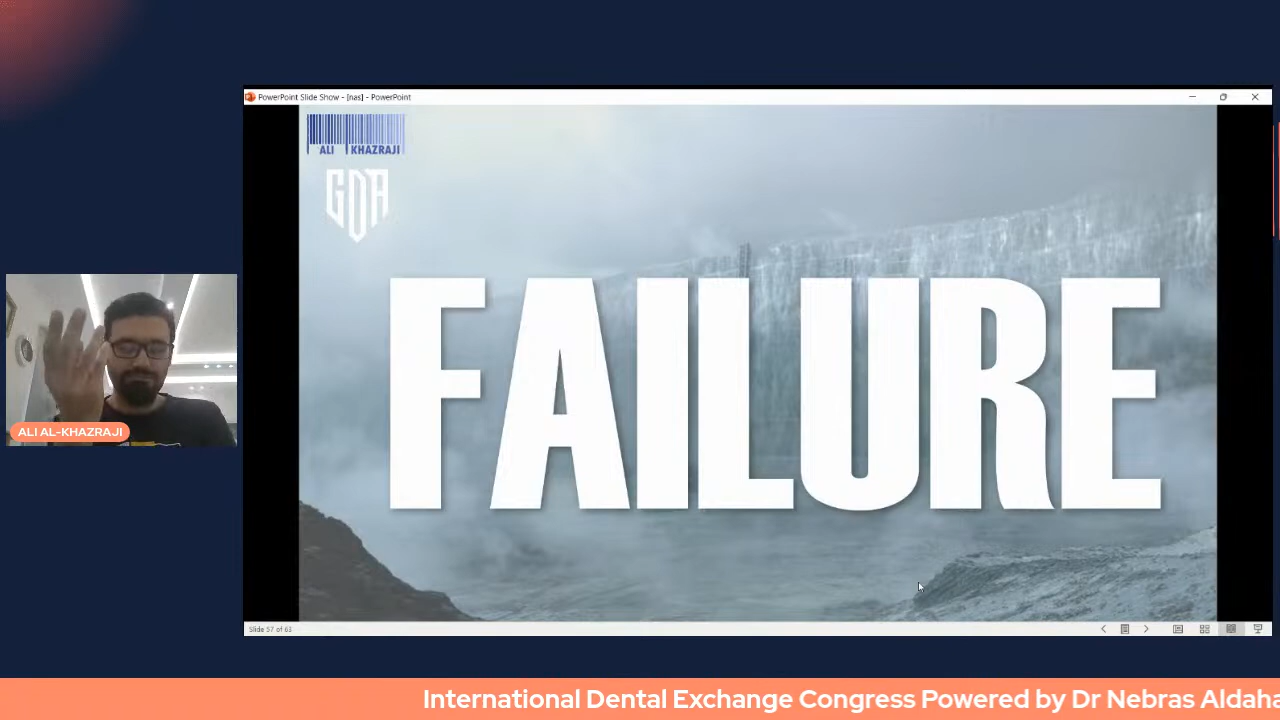 PowerPoint Slide Show - [nas] - PowerPoint
ALI KHAZRAJI
GDA
FAILURE
ALI AL-KHAZRAJI
Slide 57 of 63
International Dental Exchange Congress Powered by Dr Nebras Aldaha